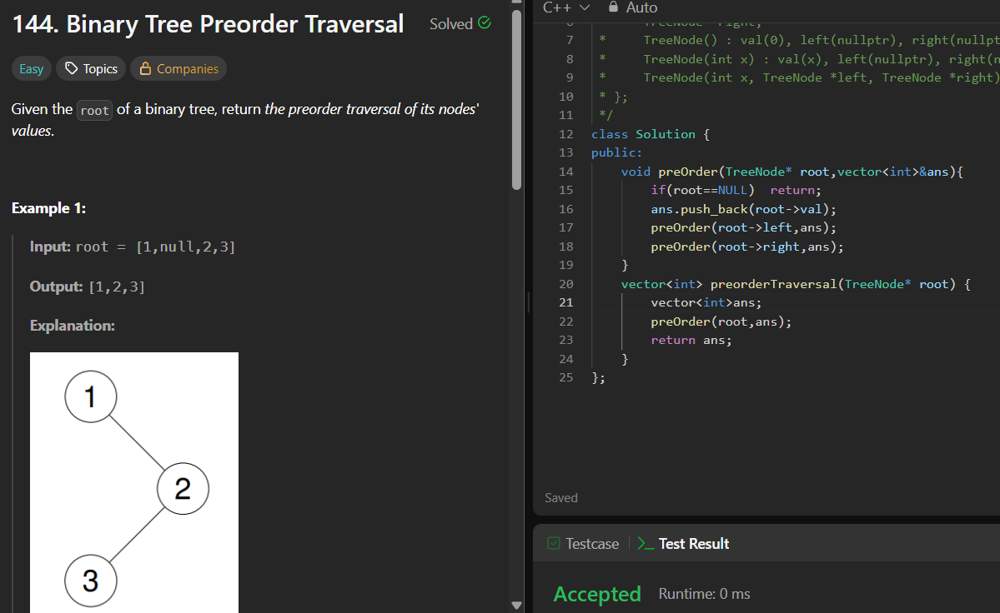 144. Binary Tree Preorder Traversal
Solved
Easy
Topics
Companies
Given the root of a binary tree, return the preorder traversal of its nodes'
values.
Example 1:
Input: root = [1,null,2,3]
Output: [1,2,3]
Explanation:
1
2
3
C++
Auto
7 * TreeNode() : val(0), left(nullptr), right(nullpt
8 * TreeNode(int x) : val(x), left(nullptr), right(n
9 * TreeNode(int x, TreeNode *left, TreeNode *right)
10 * };
11 */
12 class Solution {
13 public:
14 void preOrder(TreeNode* root,vector<int>&ans){
15 if(root==NULL)  return;
16 ans.push_back(root->val);
17 preOrder(root->left,ans);
18 preOrder(root->right,ans);
19 }
20 vector<int> preorderTraversal(TreeNode* root) {
21 vector<int>ans;
22 preOrder(root,ans);
23 return ans;
24 }
25 };
Saved
Testcase
Test Result
Accepted
Runtime: 0 ms